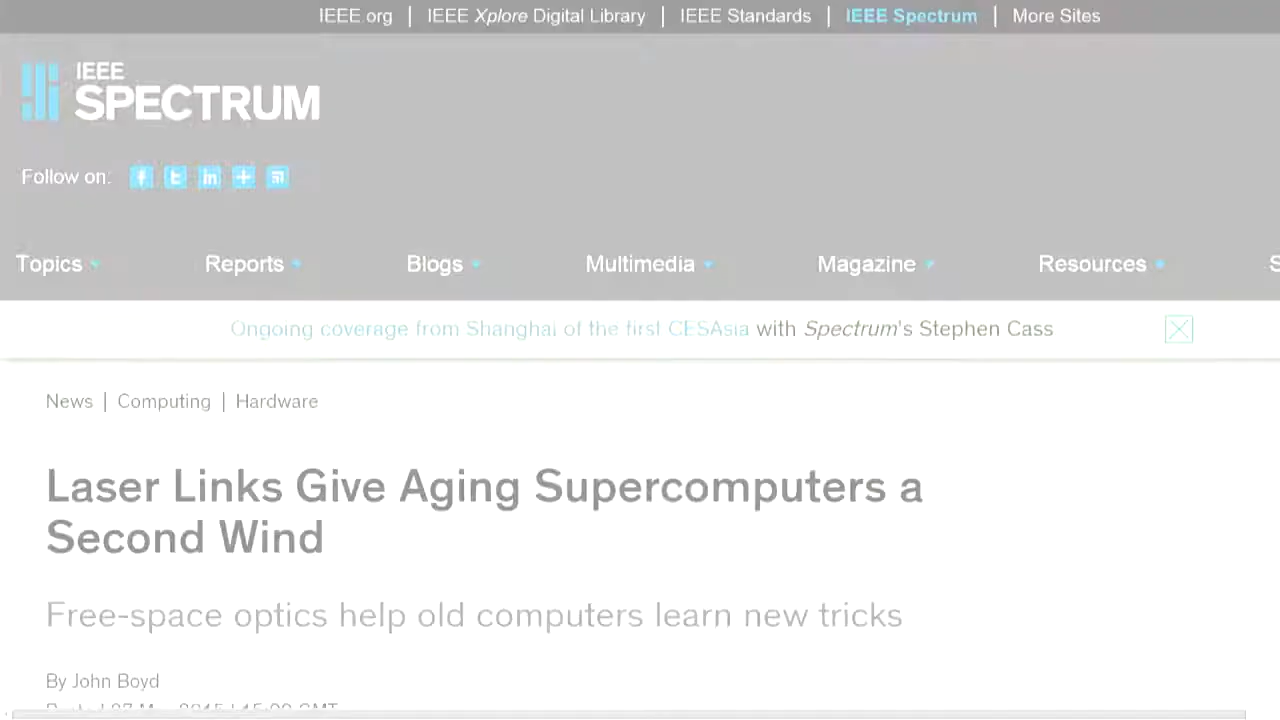 IEEE org | IEEE Xplore Digital Library | IEEE Standards | IEEE Spectrum | More Sites
IEEE
SPECTRUM
Follow on:
Topics Reports Blogs Multimedia Magazine Resources S
Ongoing coverage from Shanghai of the first CESAsia with Spectrum's Stephen Cass
News | Computing | Hardware
Laser Links Give Aging Supercomputers a
Second Wind
Free-space optics help old computers learn new tricks
By John Boyd